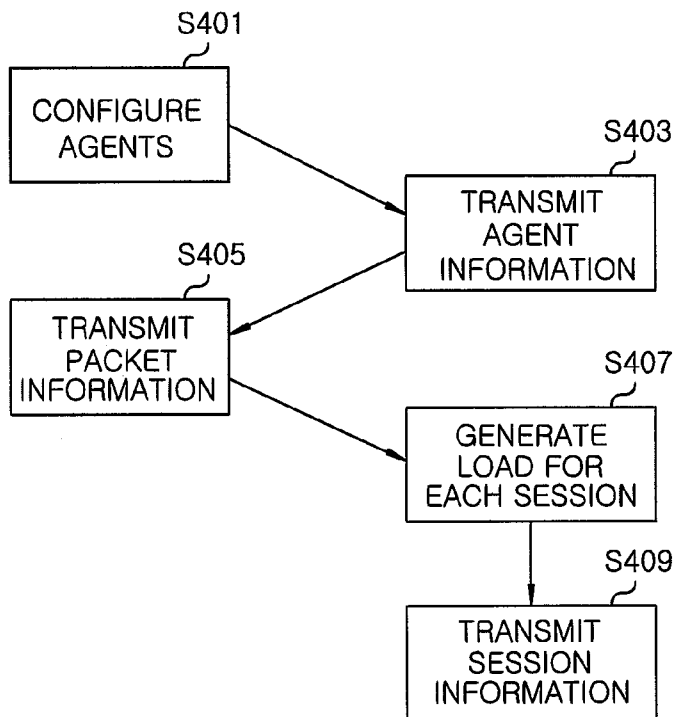 S401
CONFIGURE
AGENTS
S403
TRANSMIT
AGENT
INFORMATION
S405
TRANSMIT
PACKET
INFORMATION
S407
GENERATE
LOAD FOR
EACH SESSION
S409
TRANSMIT
SESSION
INFORMATION